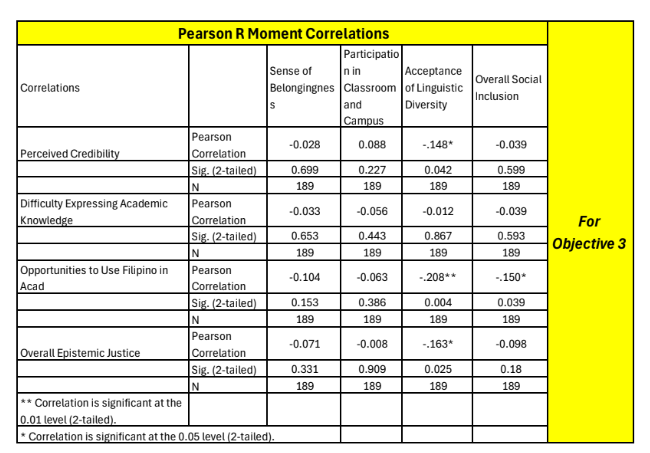 Pearson R Moment Correlations
Correlations
Sense of
Belongingnes
s
Participatio
n in
Classroom
and
Campus
Acceptance
of Linguistic
Diversity
Overall Social
Inclusion
Perceived Credibility
Pearson
Correlation
-0.028 0.088 -.148* -0.039
Sig. (2-tailed) 0.699 0.227 0.042 0.599
N 189 189 189 189
Difficulty Expressing Academic
Knowledge
Pearson
Correlation
-0.033 -0.056 -0.012 -0.039
Sig. (2-tailed) 0.653 0.443 0.867 0.593
N 189 189 189 189
Opportunities to Use Filipino in
Acad
Pearson
Correlation
-0.104 -0.063 -.208** -.150*
Sig. (2-tailed) 0.153 0.386 0.004 0.039
N 189 189 189 189
Overall Epistemic Justice
Pearson
Correlation
-0.071 -0.008 -.163* -0.098
Sig. (2-tailed) 0.331 0.909 0.025 0.18
N 189 189 189 189
** Correlation is significant at the
0.01 level (2-tailed).
* Correlation is significant at the 0.05 level (2-tailed).
For
Objective 3